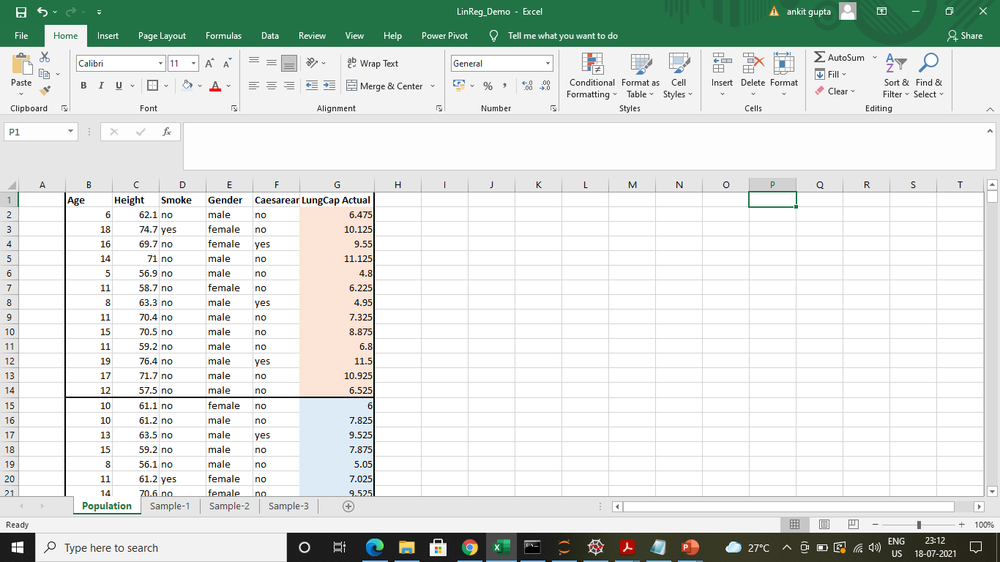 LinReg_Demo - Excel
ankit gupta
File Home Insert Page Layout Formulas Data Review View Help Power Pivot Tell me what you want to do Share
Paste
Calibri 11
B I U A
A A
ab Wrap Text
Merge & Center
General
% ,
Conditional Formatting
Format as Table
Cell Styles
Insert Delete Format
AutoSum
Fill
Clear
Sort & Filter
Find & Select
Clipboard Font Alignment Number Styles Cells Editing
P1 fx
A B C D E F G H I J K L M N O P Q R S T
1 Age Height Smoke Gender Caesarear LungCap Actual
2 6 62.1 no male no 6.475
3 18 74.7 yes female no 10.125
4 16 69.7 no female yes 9.55
5 14 71 no male no 11.125
6 5 56.9 no male no 4.8
7 11 58.7 no female no 6.225
8 8 63.3 no male yes 4.95
9 11 70.4 no male no 7.325
10 15 70.5 no male no 8.875
11 11 59.2 no male no 6.8
12 19 76.4 no male yes 11.5
13 17 71.7 no male no 10.925
14 12 57.5 no male no 6.525
15 10 61.1 no female no 6
16 10 61.2 no male no 7.825
17 13 63.5 no male yes 9.525
18 15 59.2 no male no 7.875
19 8 56.1 no male no 5.05
20 11 61.2 yes female no 7.025
21 14 70.6 no female no 9.525
Population Sample-1 Sample-2 Sample-3
Ready 100%
Type here to search
27°C
ENG
US
23:12
18-07-2021